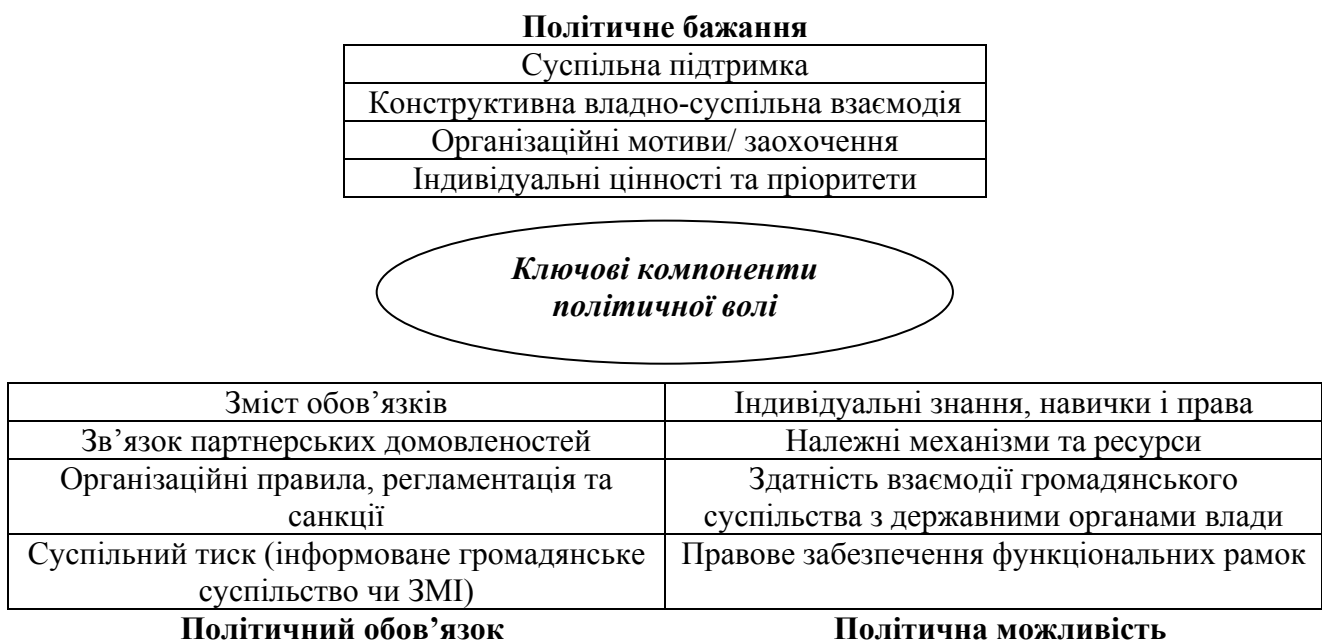 Політичне бажання
Суспільна підтримка
Конструктивна владно-суспільна взаємодія
Організаційні мотиви/ заохочення
Індивідуальні цінності та пріоритети
Ключові компоненти
політичної волі
Зміст обов’язків
Індивідуальні знання, навички і права
Зв’язок партнерських домовленостей
Належні механізми та ресурси
Організаційні правила, регламентація та
санкції
Здатність взаємодії громадянського
суспільства з державними органами влади
Суспільний тиск (інформоване громадянське
суспільство чи ЗМІ)
Правове забезпечення функціональних рамок
Політичний обов’язок
Політична можливість